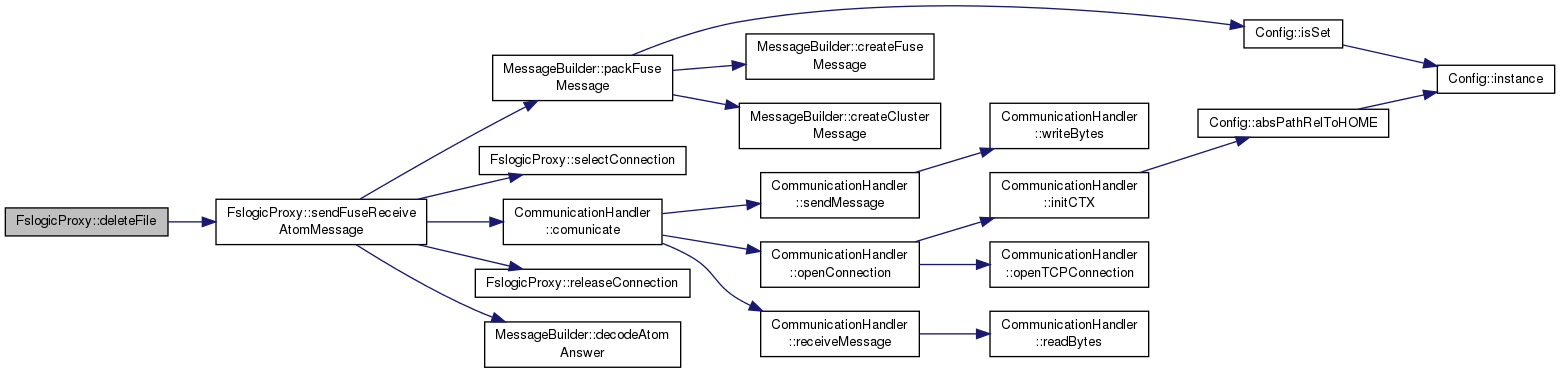 FslogicProxy::deleteFile
FslogicProxy::sendFuseReceive
AtomMessage
MessageBuilder::packFuse
Message
FslogicProxy::selectConnection
CommunicationHandler
::comunicate
FslogicProxy::releaseConnection
MessageBuilder::decodeAtom
Answer
MessageBuilder::createFuse
Message
MessageBuilder::createCluster
Message
CommunicationHandler
::sendMessage
CommunicationHandler
::openConnection
CommunicationHandler
::receiveMessage
CommunicationHandler
::writeBytes
CommunicationHandler
::initCTX
CommunicationHandler
::openTCPConnection
CommunicationHandler
::readBytes
Config::isSet
Config::absPathRelToHOME
Config::instance